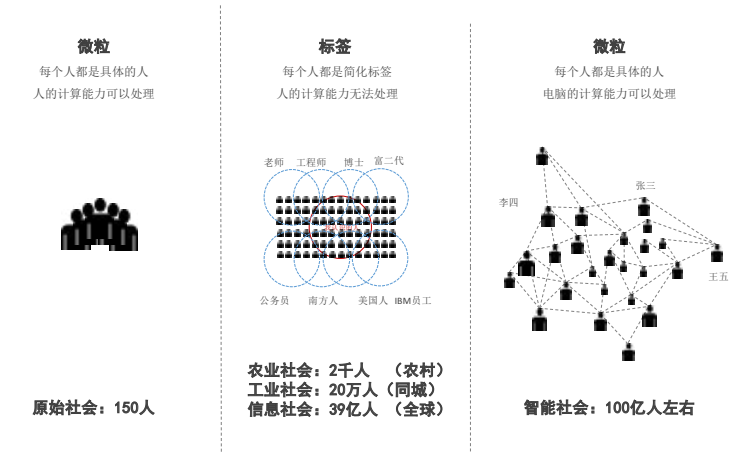 微粒
每个人都是具体的人
人的计算能力可以处理
原始社会：150人
标签
每个人都是简化标签
人的计算能力无法处理
老师 工程师 博士 富二代
公务员 南方人 美国人 IBM员工
农业社会：2千人 （农村）
工业社会：20万人（同城）
信息社会：39亿人 （全球）
微粒
每个人都是具体的人
电脑的计算能力可以处理
张三
李四
王五
智能社会：100亿人左右